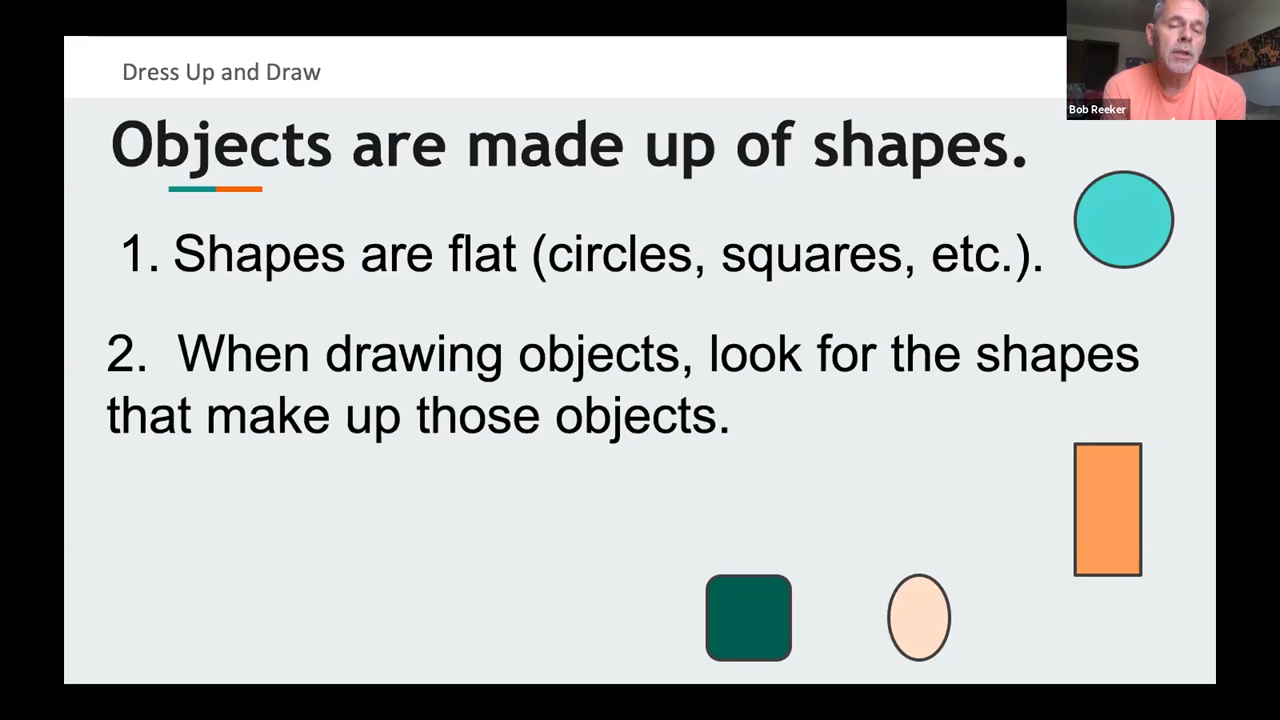 Dress Up and Draw
Bob Reeker
Objects are made up of shapes.
1. Shapes are flat (circles, squares, etc.).
2. When drawing objects, look for the shapes
that make up those objects.